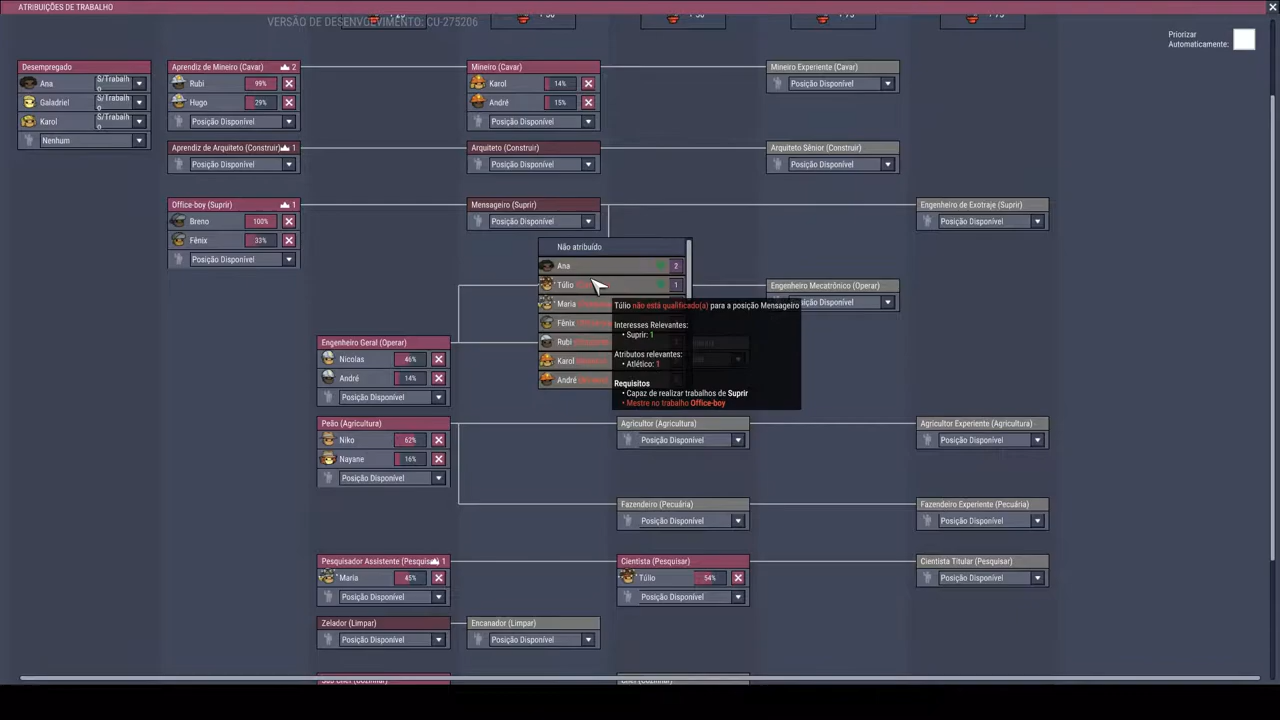 ATRIBUIÇÕES DE TRABALHO
VERSÃO DE DESENVOLVIMENTO: CU-275206
Priorizar
Automaticamente:
Desempregado
Ana
S/Trabalh
o
Galadriel
S/Trabalh
o
Karol
S/Trabalh
o
Nenhum
Aprendiz de Mineiro (Cavar) 2
Rubi 99%
Hugo 29%
Posição Disponível
Mineiro (Cavar)
Karol 14%
André 15%
Posição Disponível
Mineiro Experiente (Cavar)
Posição Disponível
Aprendiz de Arquiteto (Construir) 1
Posição Disponível
Arquiteto (Construir)
Posição Disponível
Arquiteto Sênior (Construir)
Posição Disponível
Office-boy (Suprir) 1
Breno 100%
Fênix 33%
Posição Disponível
Mensageiro (Suprir)
Posição Disponível
Engenheiro de Exotraje (Suprir)
Posição Disponível
Não atribuído
Ana 2
Túlio 1
Maria
Fênix
Rubi
Karol
André
Túlio não está qualificado(a) para a posição Mensageiro
Interesses Relevantes:
• Suprir: 1
Atributos relevantes:
• Atlético: 1
Requisitos
• Capaz de realizar trabalhos de Suprir
• Mestre no trabalho Office-boy
Engenheiro Mecatrônico (Operar)
Disponível
Engenheiro Geral (Operar)
Nicolas 46%
André 14%
Posição Disponível
Peão (Agricultura)
Niko 62%
Nayane 16%
Posição Disponível
Agricultor (Agricultura)
Posição Disponível
Agricultor Experiente (Agricultura)
Posição Disponível
Fazendeiro (Pecuária)
Posição Disponível
Fazendeiro Experiente (Pecuária)
Posição Disponível
Pesquisador Assistente (Pesquis 1
Maria 45%
Posição Disponível
Cientista (Pesquisar)
Túlio 54%
Posição Disponível
Cientista Titular (Pesquisar)
Posição Disponível
Zelador (Limpar)
Posição Disponível
Encanador (Limpar)
Posição Disponível